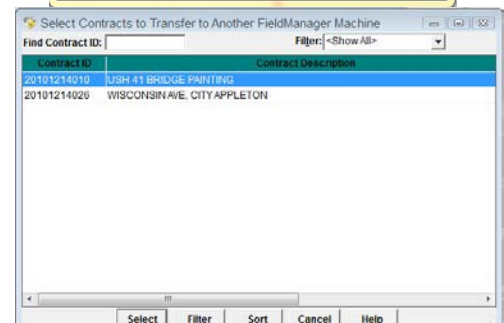 Select Contracts to Transfer to Another FieldManager Machine
Find Contract ID: Filter: <Show All>
Contract ID Contract Description
20101214010 USH 41 BRIDGE PAINTING
20101214026 WISCONSIN AVE, CITY APPLETON
Select Filter Sort Cancel Help